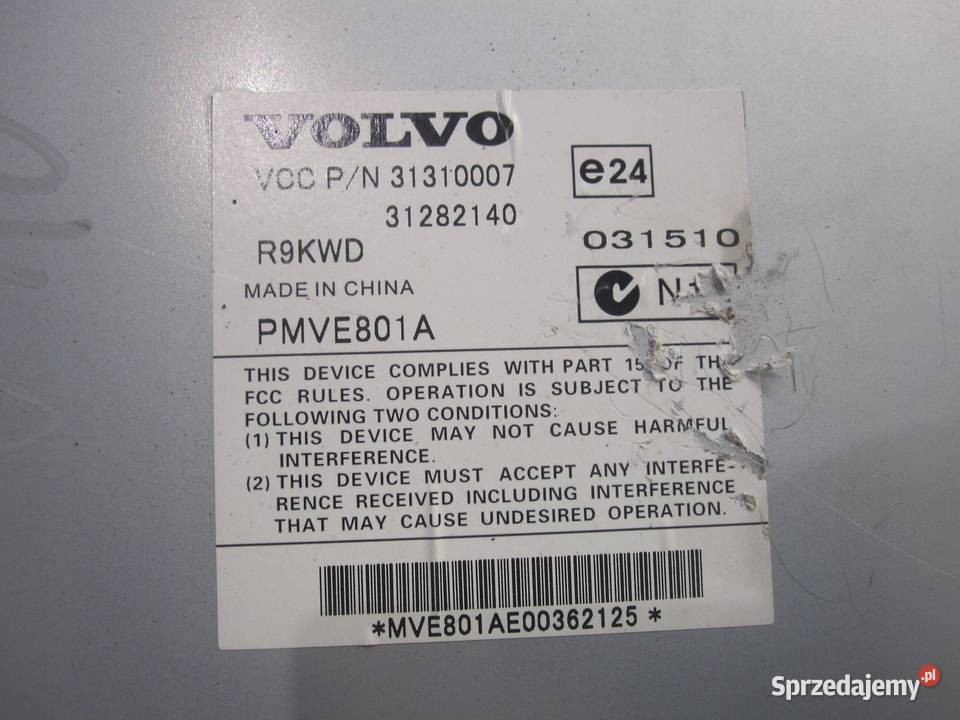 VOLVO
VCC P/N 31310007
31282140
e24
R9KWD
031510
MADE IN CHINA
PMVE801A
THIS DEVICE COMPLIES WITH PART 15 OF THE
FCC RULES. OPERATION IS SUBJECT TO THE
FOLLOWING TWO CONDITIONS:
(1) THIS DEVICE MAY NOT CAUSE HARMFUL
INTERFERENCE.
(2) THIS DEVICE MUST ACCEPT ANY INTERFE-
RENCE RECEIVED INCLUDING INTERFERENCE
THAT MAY CAUSE UNDESIRED OPERATION.
*MVE801AE00362125*
Sprzedajemy.pl